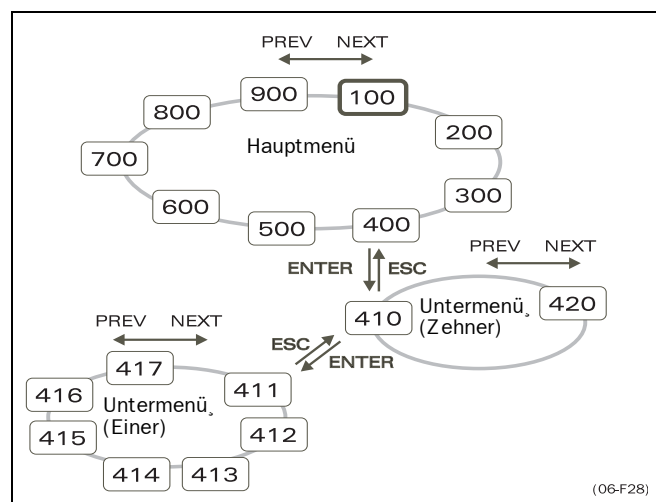 PREV NEXT
900 100
800
200
700
Hauptmenü
300
600
500 400
ENTER ESC
PREV NEXT
410
Untermenü¸
(Zehner)
420
PREV NEXT
ESC
ENTER
417
416
411
Untermenü¸
(Einer)
415
412
414 413
(06-F28)